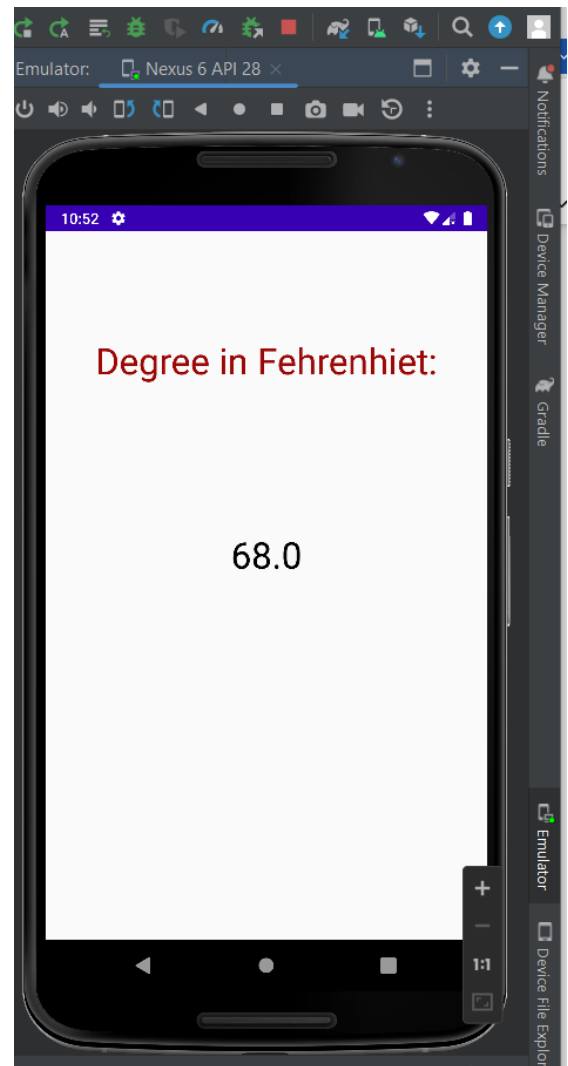 Emulator: Nexus 6 API 28
Notifications
10:52
Device Manager
Degree in Fehrenhiet:
Gradle
68.0
Emulator
1:1
Device File Explor